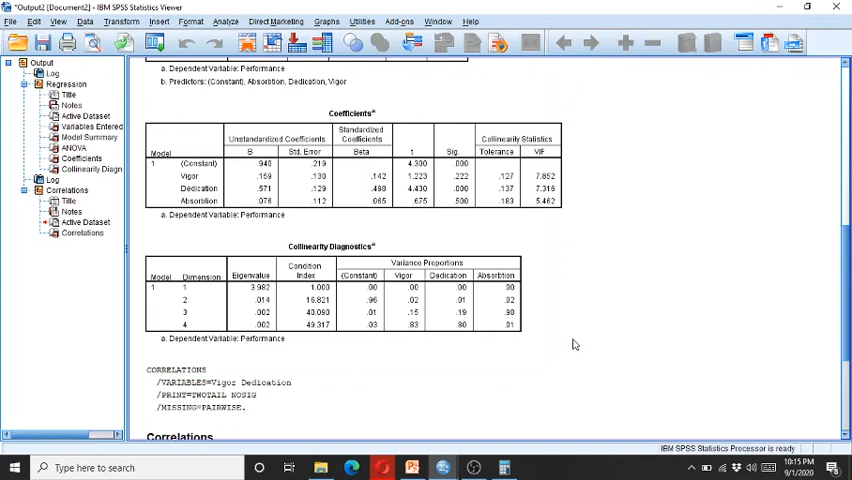 *Output2 [Document2] - IBM SPSS Statistics Viewer
File Edit View Data Transform Insert Format Analyze Direct Marketing Graphs Utilities Add-ons Window Help
Output
Log
Regression
Title
Notes
Active Dataset
Variables Entered
Model Summary
ANOVA
Coefficients
Collinearity Diagn
Log
Correlations
Title
Notes
Active Dataset
Correlations
a. Dependent Variable: Performance
b. Predictors: (Constant), Absorbtion, Dedication, Vigor
Coefficientsa
Model Unstandardized Coefficients Standardized Coefficients t Sig. Collinearity Statistics
B Std. Error Beta Tolerance VIF
1 (Constant) .940 .219 4.300 .000
Vigor .159 .130 .142 1.223 .222 .127 7.852
Dedication .571 .129 .498 4.430 .000 .137 7.316
Absorbtion .076 .112 .065 .675 .500 .183 5.462
a. Dependent Variable: Performance
Collinearity Diagnosticsa
Model Dimension Eigenvalue Condition Index Variance Proportions
(Constant) Vigor Dedication Absorbtion
1 1 3.982 1.000 .00 .00 .00 .00
2 .014 16.821 .96 .02 .01 .02
3 .002 40.090 .01 .15 .19 .98
4 .002 49.317 .03 .83 .80 .01
a. Dependent Variable: Performance
CORRELATIONS
/VARIABLES=Vigor Dedication
/PRINT=TWOTAIL NOSIG
/MISSING=PAIRWISE.
Correlations
IBM SPSS Statistics Processor is ready
Type here to search
10:15 PM
9/1/2020